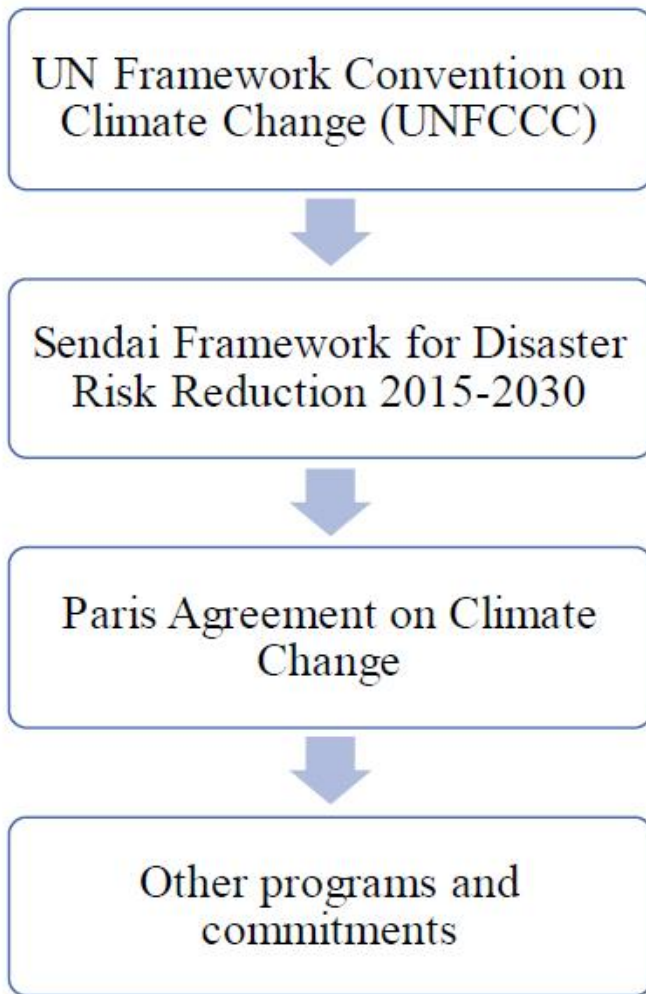 UN Framework Convention on
Climate Change (UNFCCC)
Sendai Framework for Disaster
Risk Reduction 2015-2030
Paris Agreement on Climate
Change
Other programs and
commitments